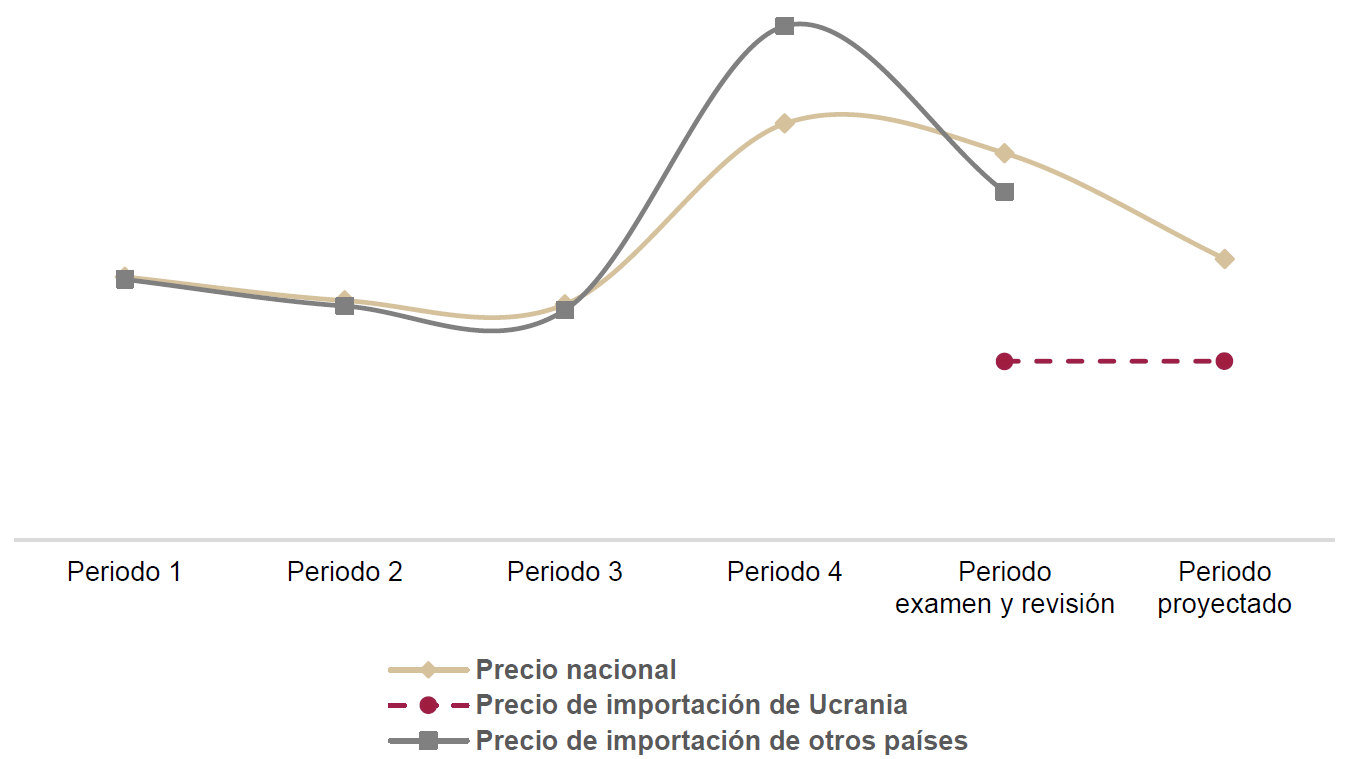 Periodo 1
Periodo 2
Periodo 3
Periodo 4
Periodo
examen y revisión
Periodo
proyectado
Precio nacional
Precio de importación de Ucrania
Precio de importación de otros países